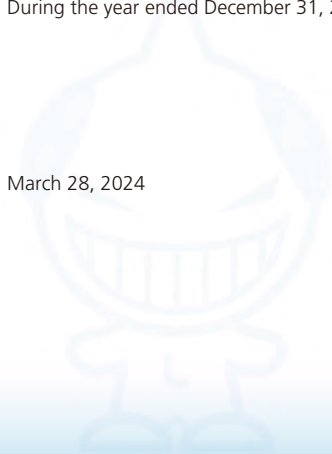 During the year ended December 31,
March 28, 2024
L